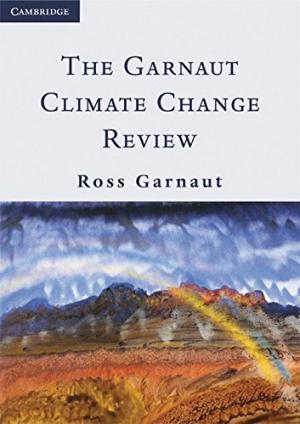 CAMBRIDGE
THE GARNAUT
CLIMATE CHANGE
REVIEW
ROSS GARNAUT